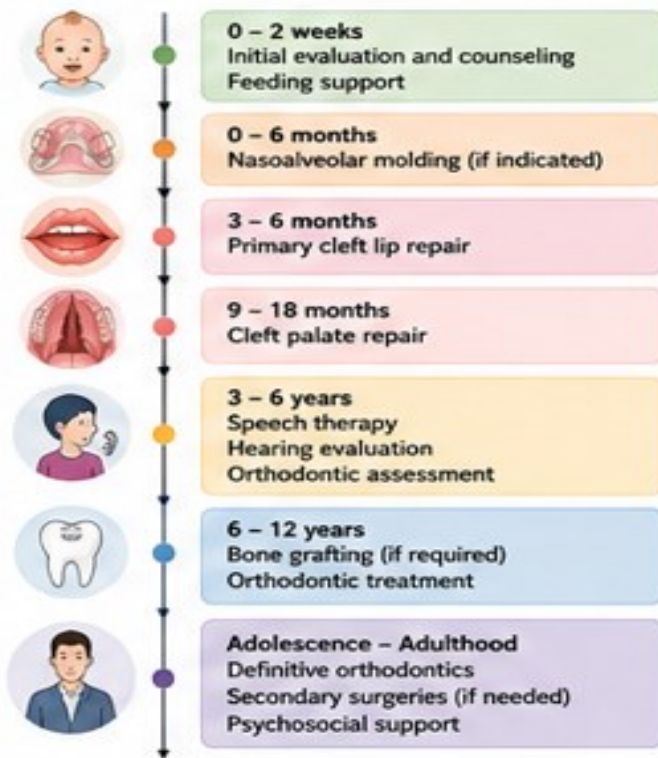 0 – 2 weeks
Initial evaluation and counseling
Feeding support
0 – 6 months
Nasoalveolar molding (if indicated)
3 – 6 months
Primary cleft lip repair
9 – 18 months
Cleft palate repair
3 – 6 years
Speech therapy
Hearing evaluation
Orthodontic assessment
6 – 12 years
Bone grafting (if required)
Orthodontic treatment
Adolescence – Adulthood
Definitive orthodontics
Secondary surgeries (if needed)
Psychosocial support